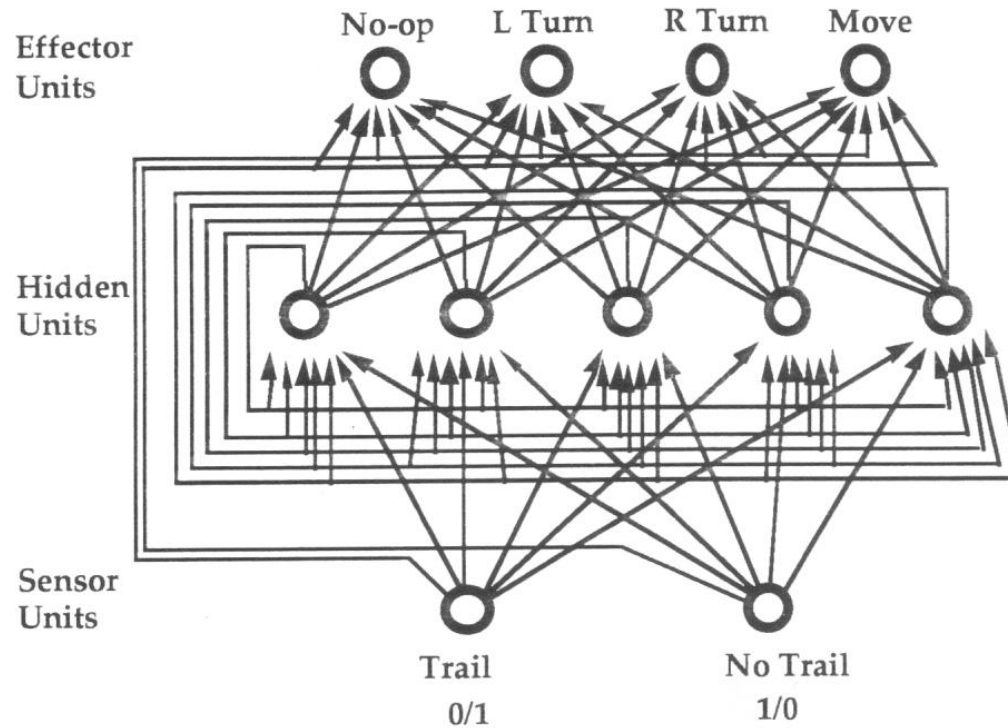 No-op L Turn R Turn Move
Effector
Units
Hidden
Units
Sensor
Units
Trail No Trail
0/1 1/0